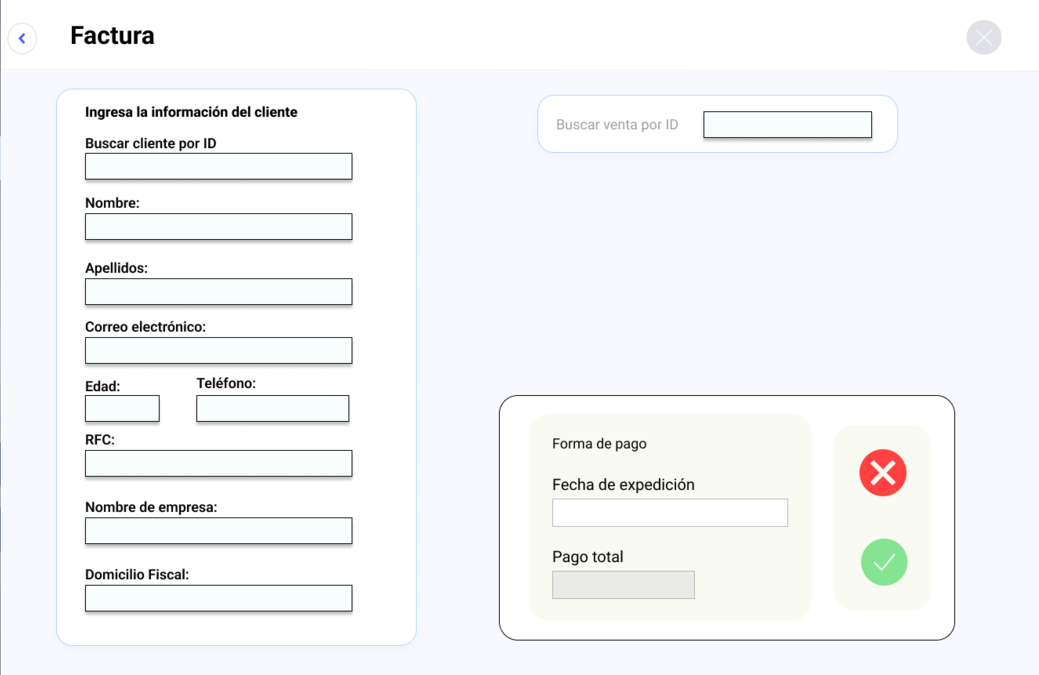 Factura
Ingresa la información del cliente
Buscar cliente por ID
Nombre:
Apellidos:
Correo electrónico:
Edad:
Teléfono:
RFC:
Nombre de empresa:
Domicilio Fiscal:
Buscar venta por ID
Forma de pago
Fecha de expedición
Pago total